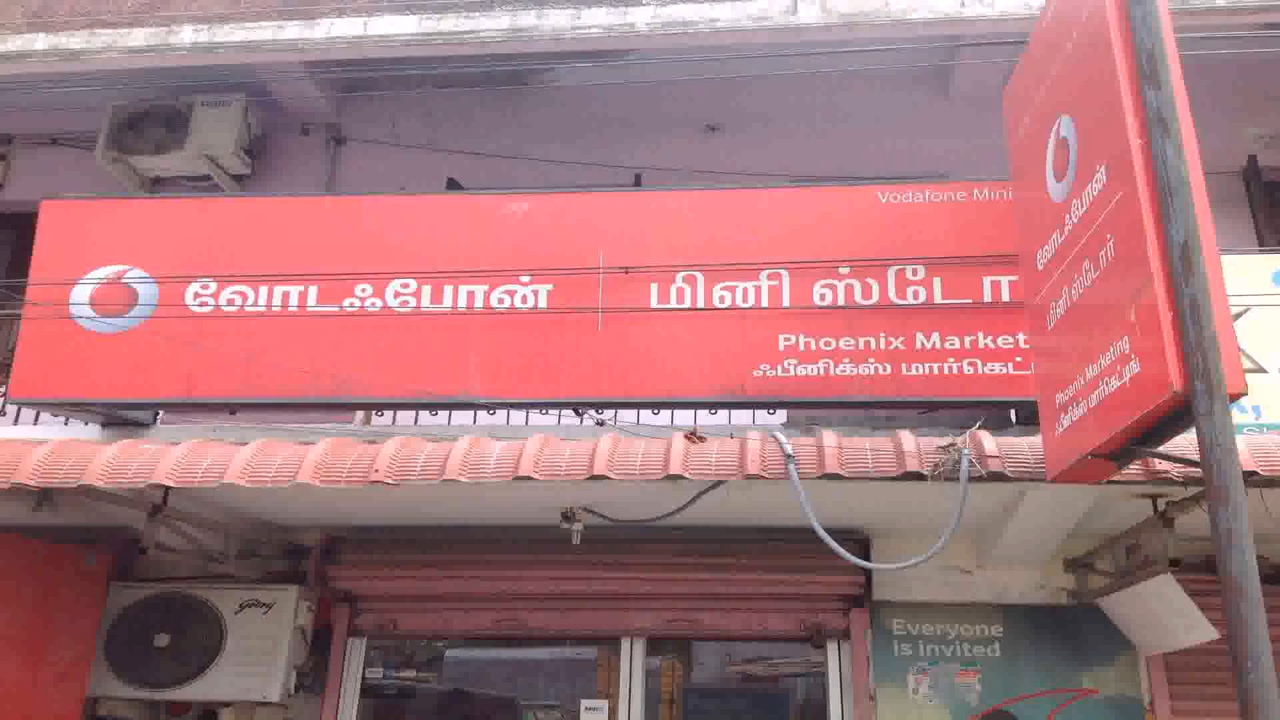 Vodafone Mini
வோடஃபோன் மினி ஸ்டோ
Phoenix Market
ஃபீனிக்ஸ் மார்கெட்
வோடஃபோன்
மினி ஸ்டோர்
Phoenix Marketing
ஃபீனிக்ஸ் மார்கெட்டிங்
Godrej
Everyone
is invited